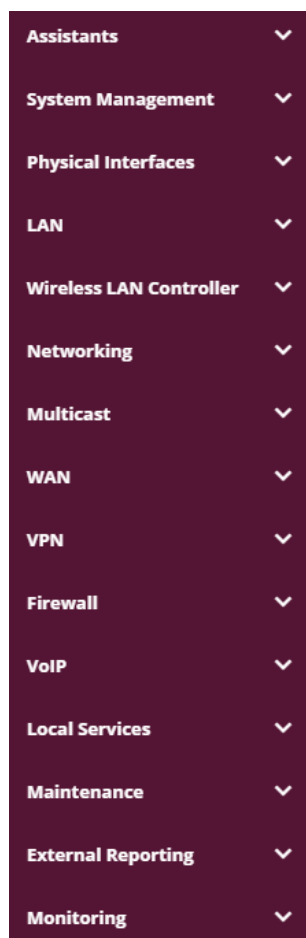 Assistants
System Management
Physical Interfaces
LAN
Wireless LAN Controller
Networking
Multicast
WAN
VPN
Firewall
VoIP
Local Services
Maintenance
External Reporting
Monitoring